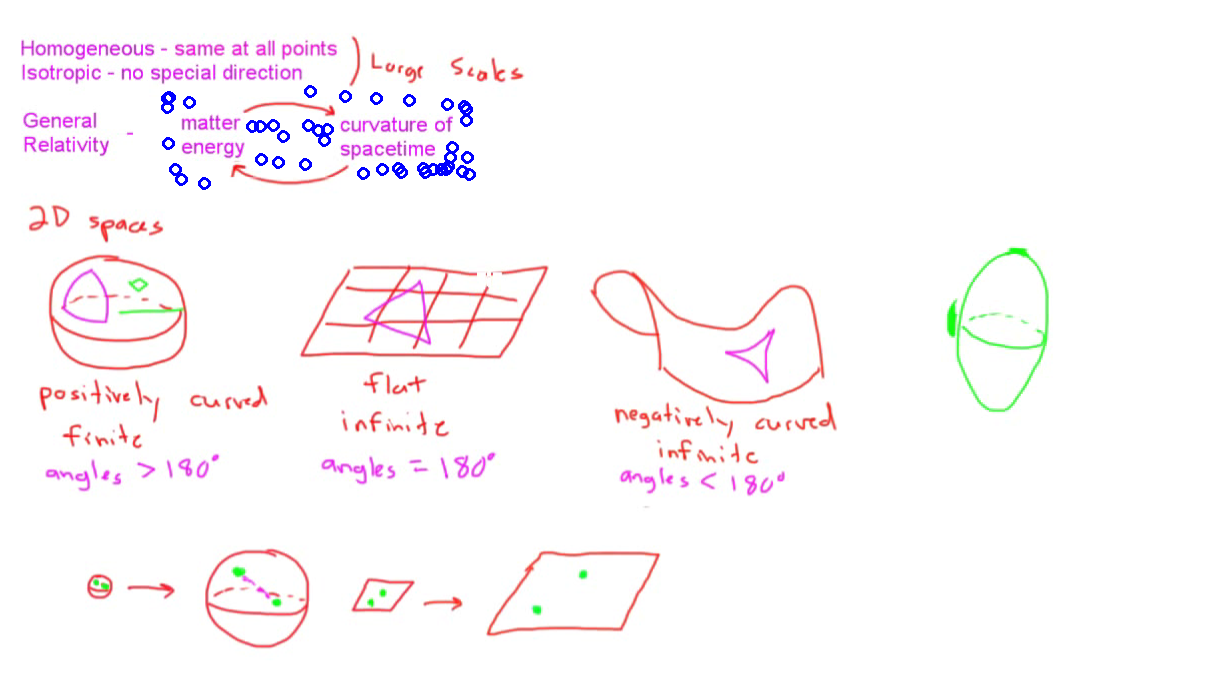 Homogeneous - same at all points
Isotropic - no special direction
Large Scales
General Relativity - matter energy curvature of spacetime
2D spaces
positively curved
finite
angles > 180°
flat
infinite
angles = 180°
negatively curved
infinite
angles < 180°